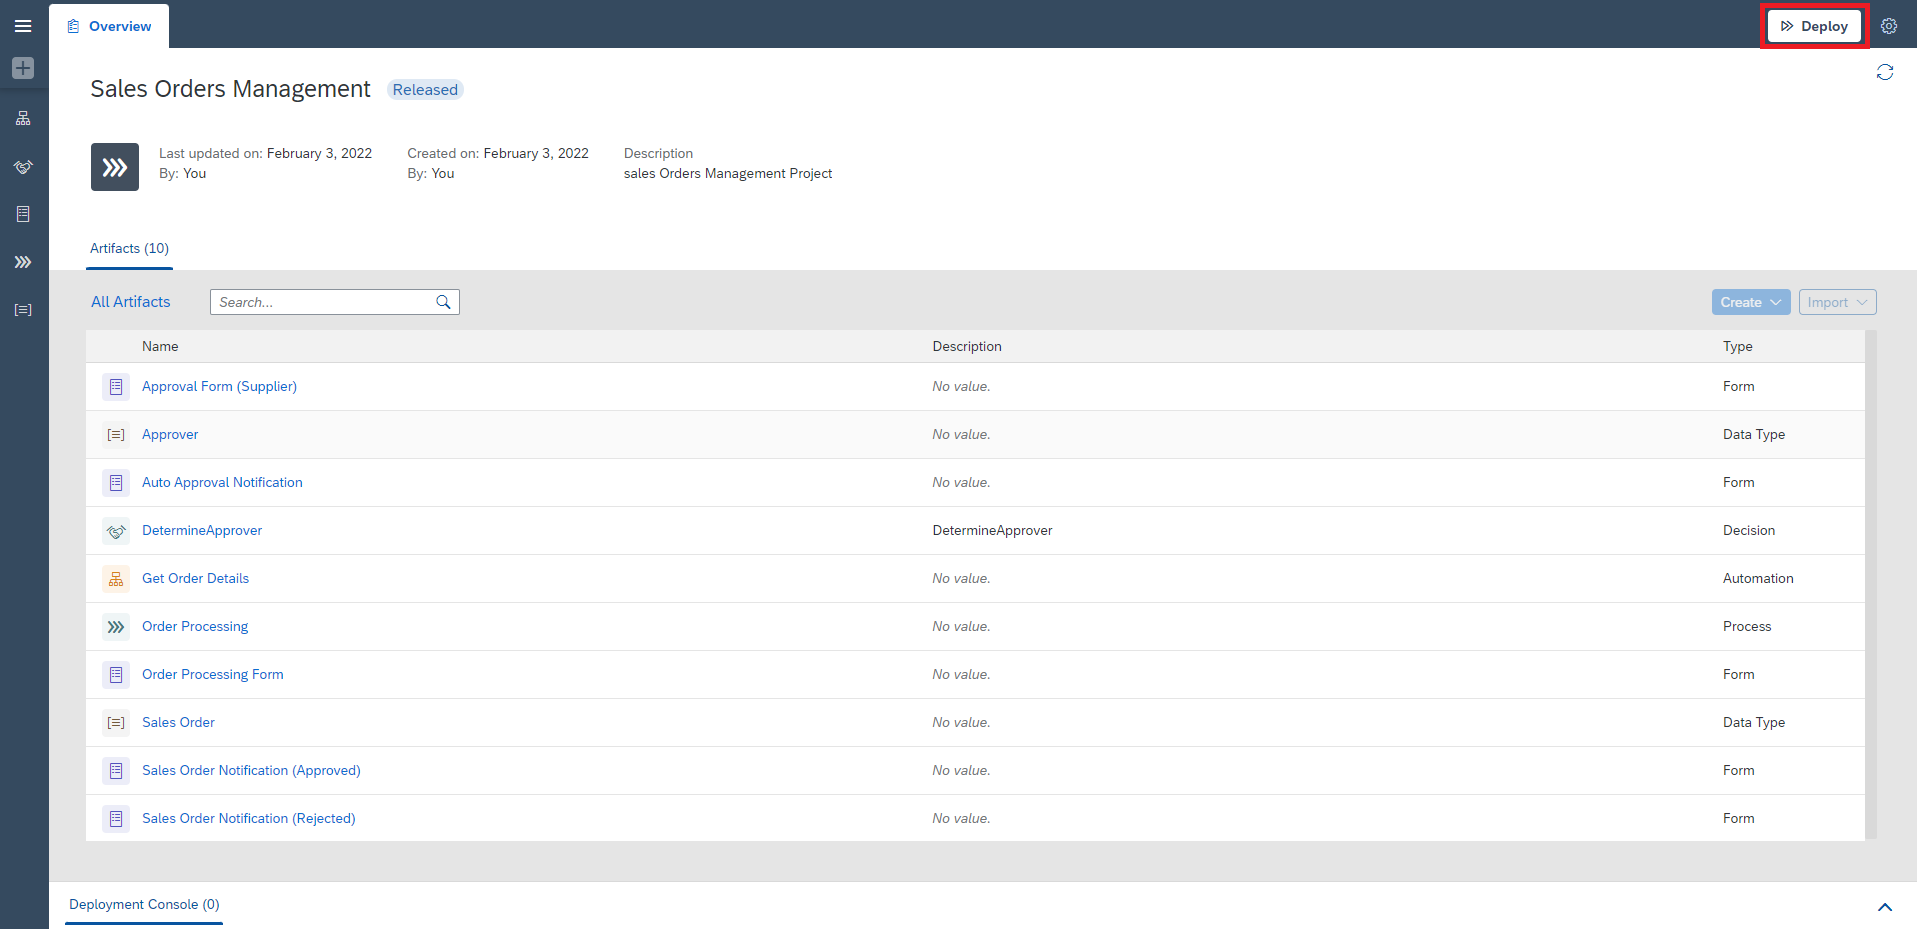 Overview
Deploy
Sales Orders Management Released
Last updated on: February 3, 2022 Created on: February 3, 2022 Description
By: You By: You sales Orders Management Project
Artifacts (10)
All Artifacts Search... Create Import
Name Description Type
Approval Form (Supplier) No value. Form
Approver No value. Data Type
Auto Approval Notification No value. Form
DetermineApprover DetermineApprover Decision
Get Order Details No value. Automation
Order Processing No value. Process
Order Processing Form No value. Form
Sales Order No value. Data Type
Sales Order Notification (Approved) No value. Form
Sales Order Notification (Rejected) No value. Form
Deployment Console (0)